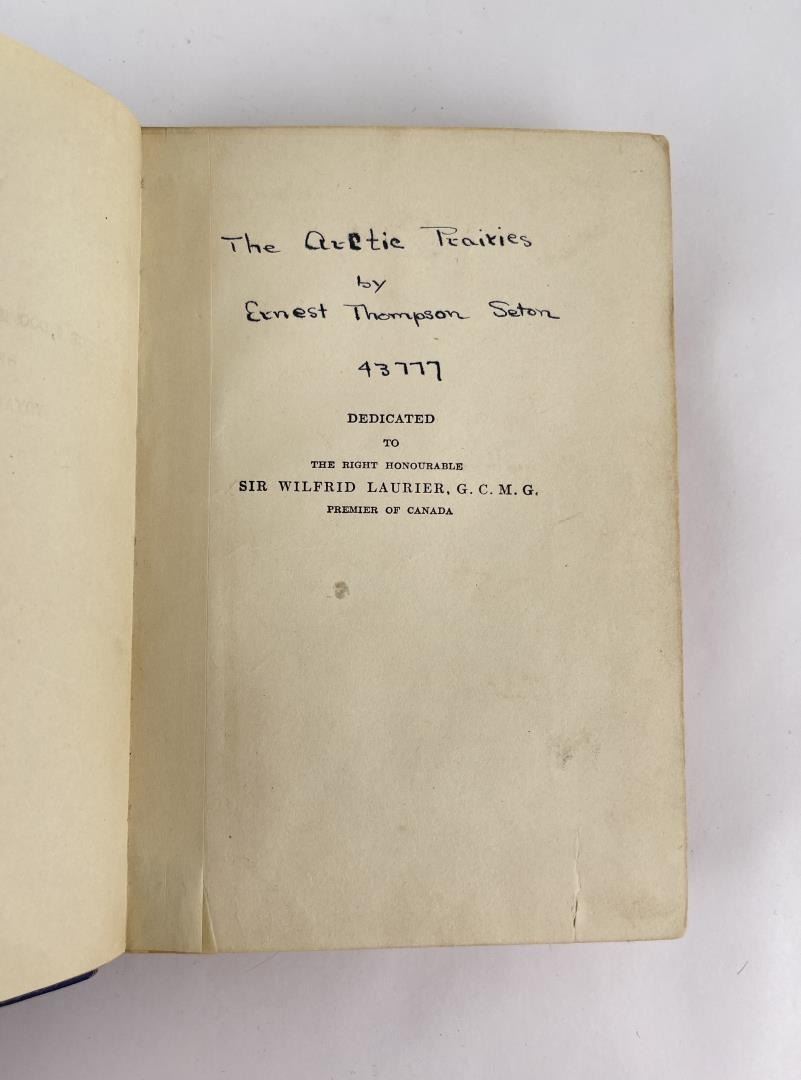 The Arctic Prairies
by
Ernest Thompson Seton
43777
DEDICATED
TO
THE RIGHT HONOURABLE
SIR WILFRID LAURIER, G. C. M. G.
PREMIER OF CANADA